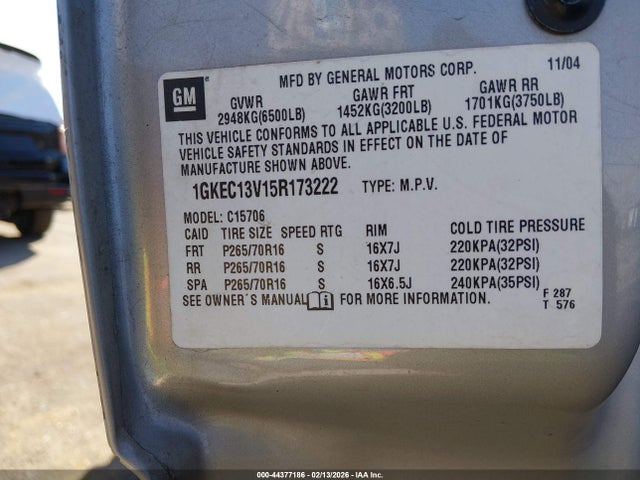 MFD BY GENERAL MOTORS CORP. 11/04
GM
GVWR GAWR FRT GAWR RR
2948KG(6500LB) 1452KG(3200LB) 1701KG(3750LB)
THIS VEHICLE CONFORMS TO ALL APPLICABLE U.S. FEDERAL MOTOR
VEHICLE SAFETY STANDARDS IN EFFECT ON THE DATE OF
MANUFACTURE SHOWN ABOVE.
1GKEC13V15R173222 TYPE: M.P.V.
MODEL: C15706
CAID TIRE SIZE SPEED RTG RIM COLD TIRE PRESSURE
FRT P265/70R16 S 16X7J 220KPA(32PSI)
RR P265/70R16 S 16X7J 220KPA(32PSI)
SPA P265/70R16 S 16X6.5J 240KPA(35PSI)
SEE OWNER'S MANUAL i FOR MORE INFORMATION.
F 287
T 576
000-44377186 - 02/13/2026 - IAA Inc.